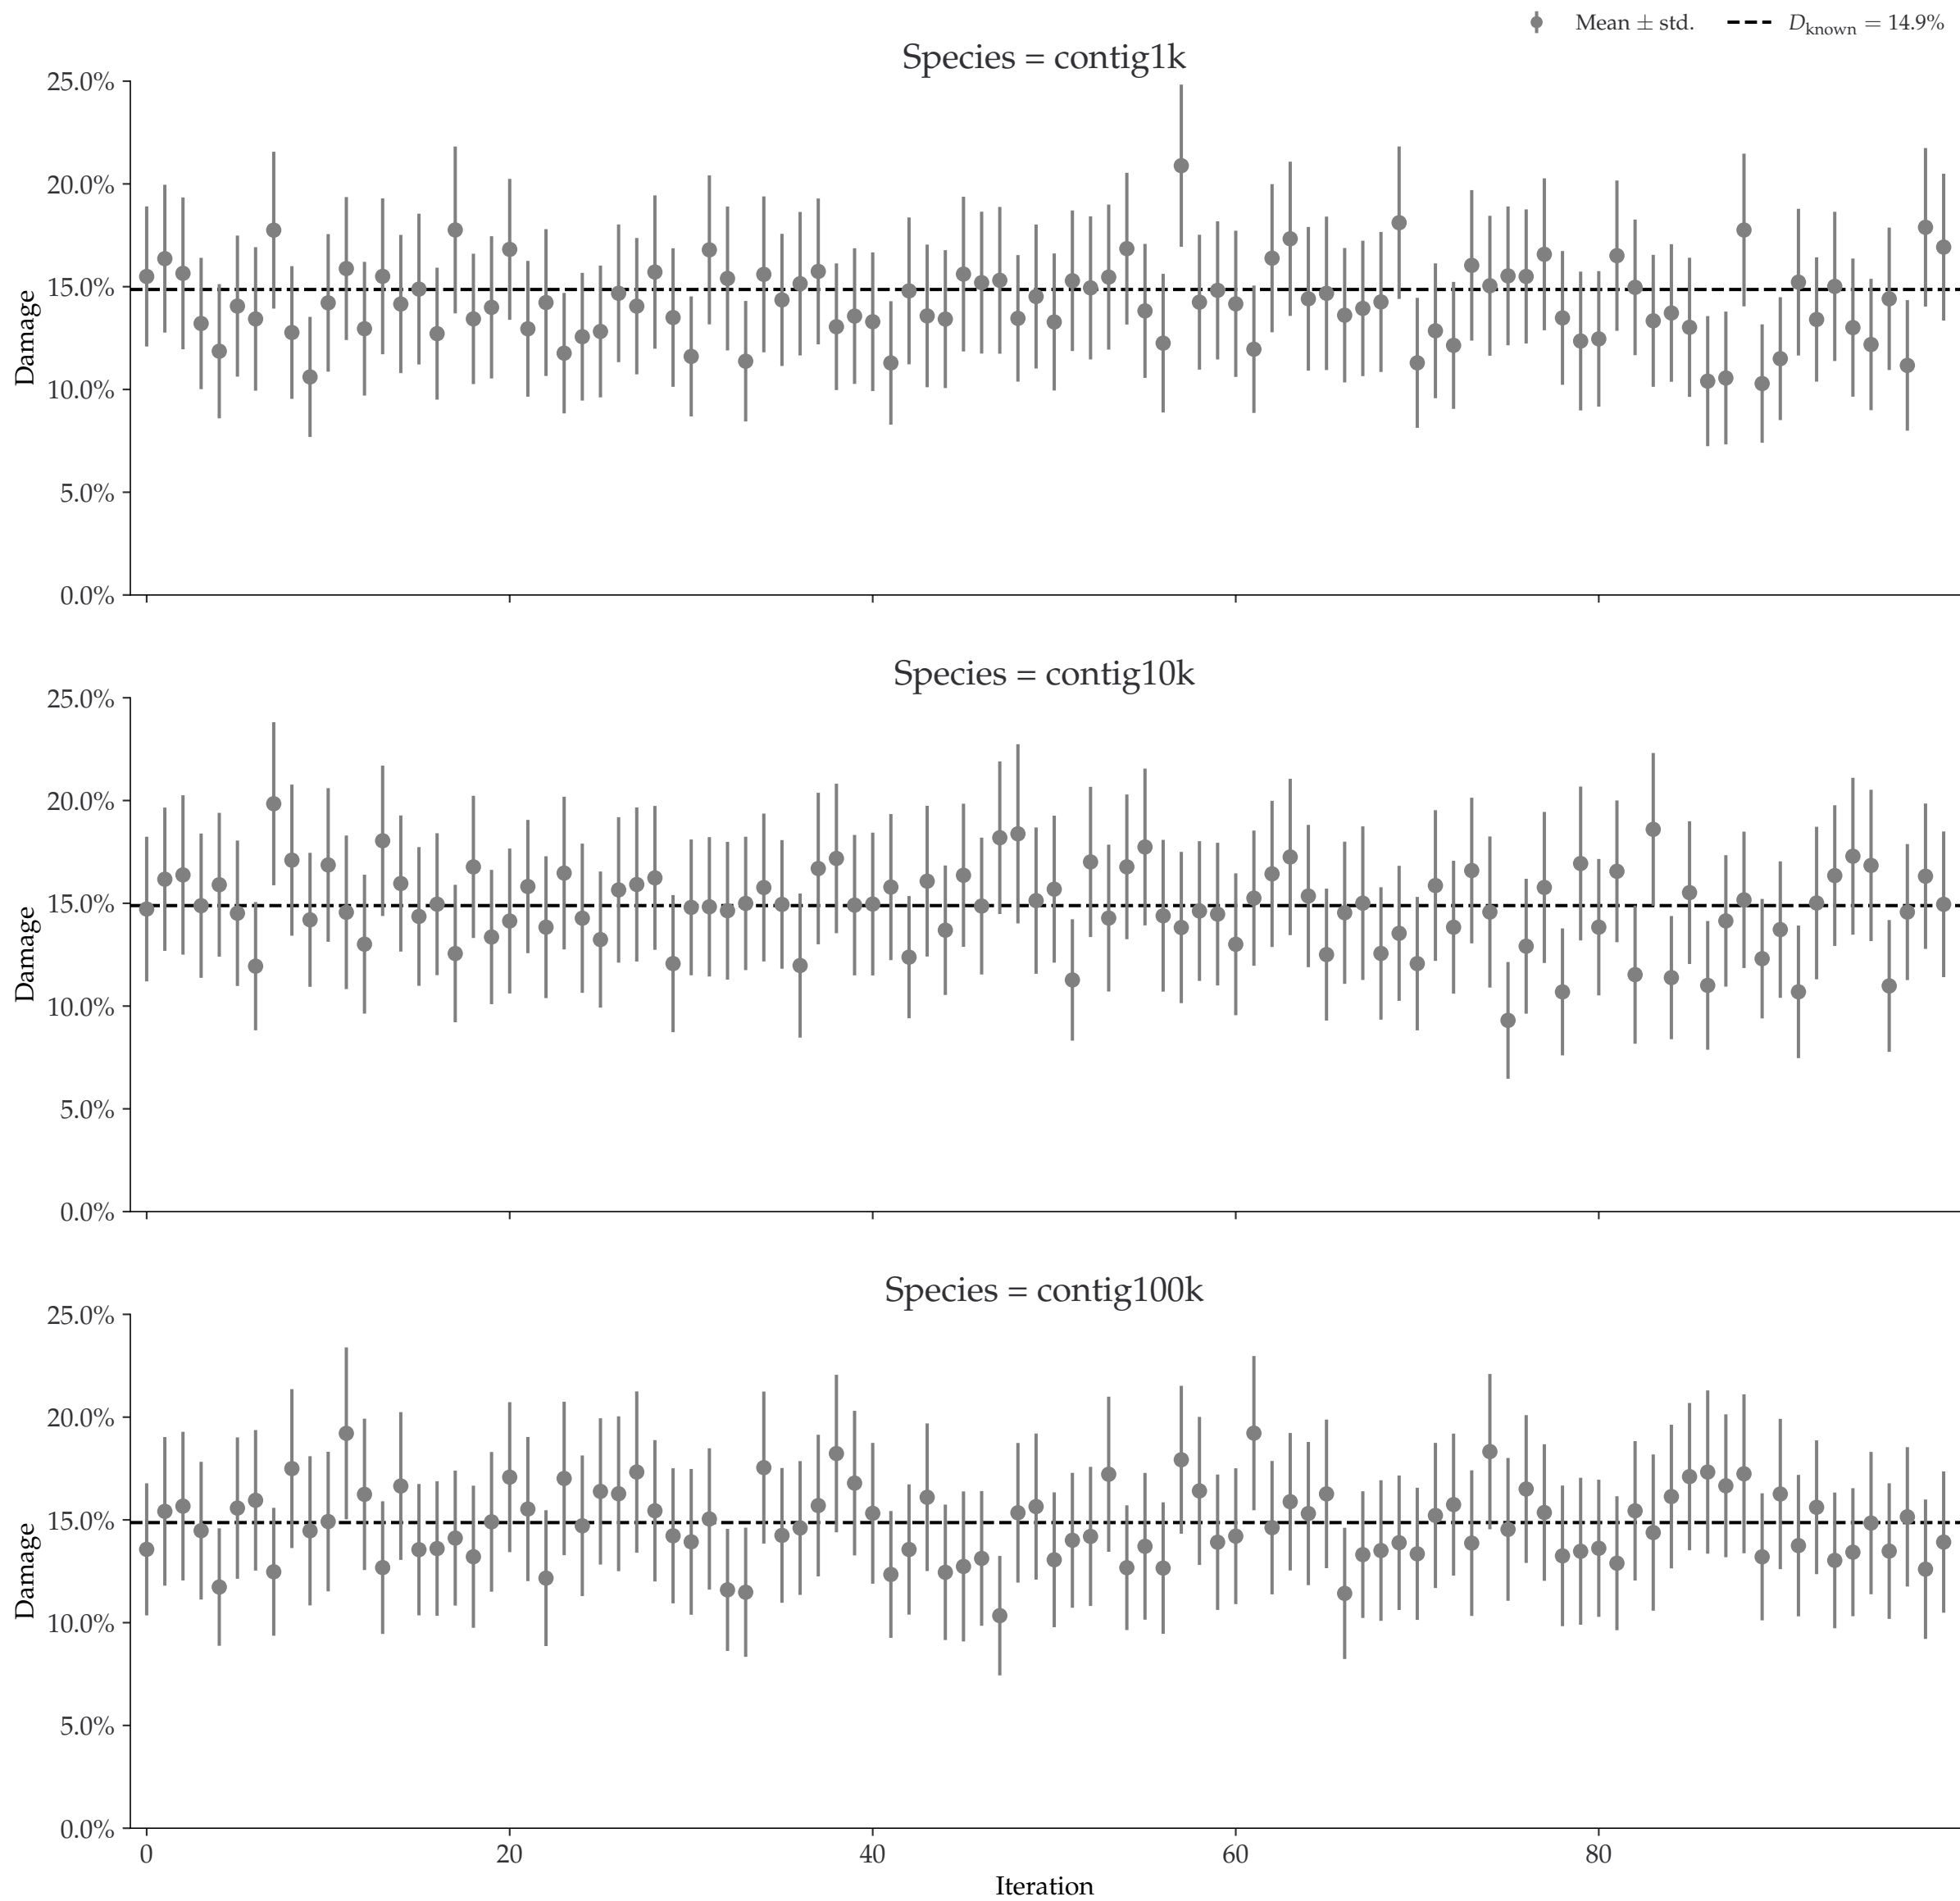 Mean ± std.
D_known = 14.9%
Species = contig1k
25.0%
20.0%
15.0%
10.0%
5.0%
0.0%
Damage
Species = contig10k
25.0%
20.0%
15.0%
10.0%
5.0%
0.0%
Damage
Species = contig100k
25.0%
20.0%
15.0%
10.0%
5.0%
0.0%
Damage
0 20 40 60 80
Iteration